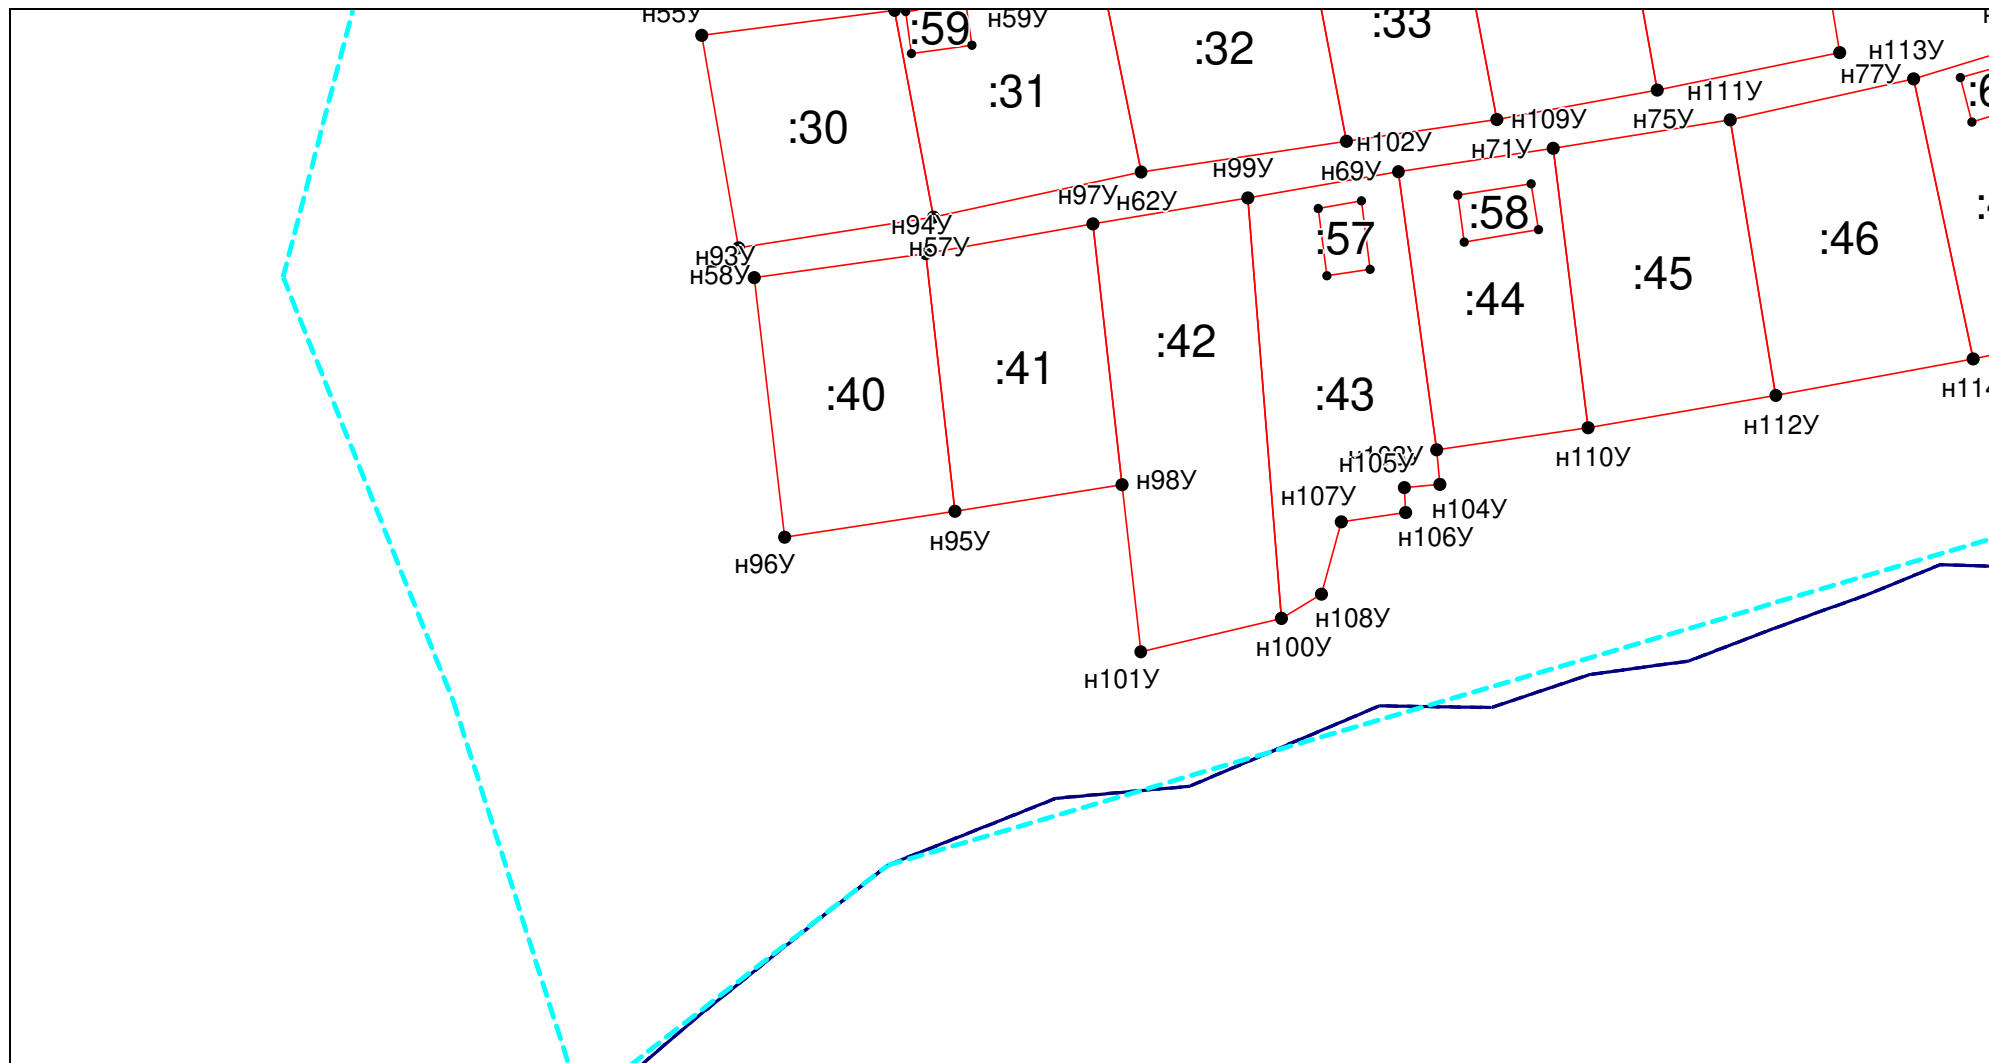 н55У
:59
н59У
:32
:33
н113У
н77У
:31
н111У
:30
н109У
н75У
н102У
н71У
н99У
н69У
н97У
н62У
:58
н94У
:57
:46
н57У
н93У
н58У
:45
:44
:42
:41
:40
:43
н114
н112У
н110У
н105У
н98У
н107У
н104У
н95У
н106У
н96У
н108У
н100У
н101У